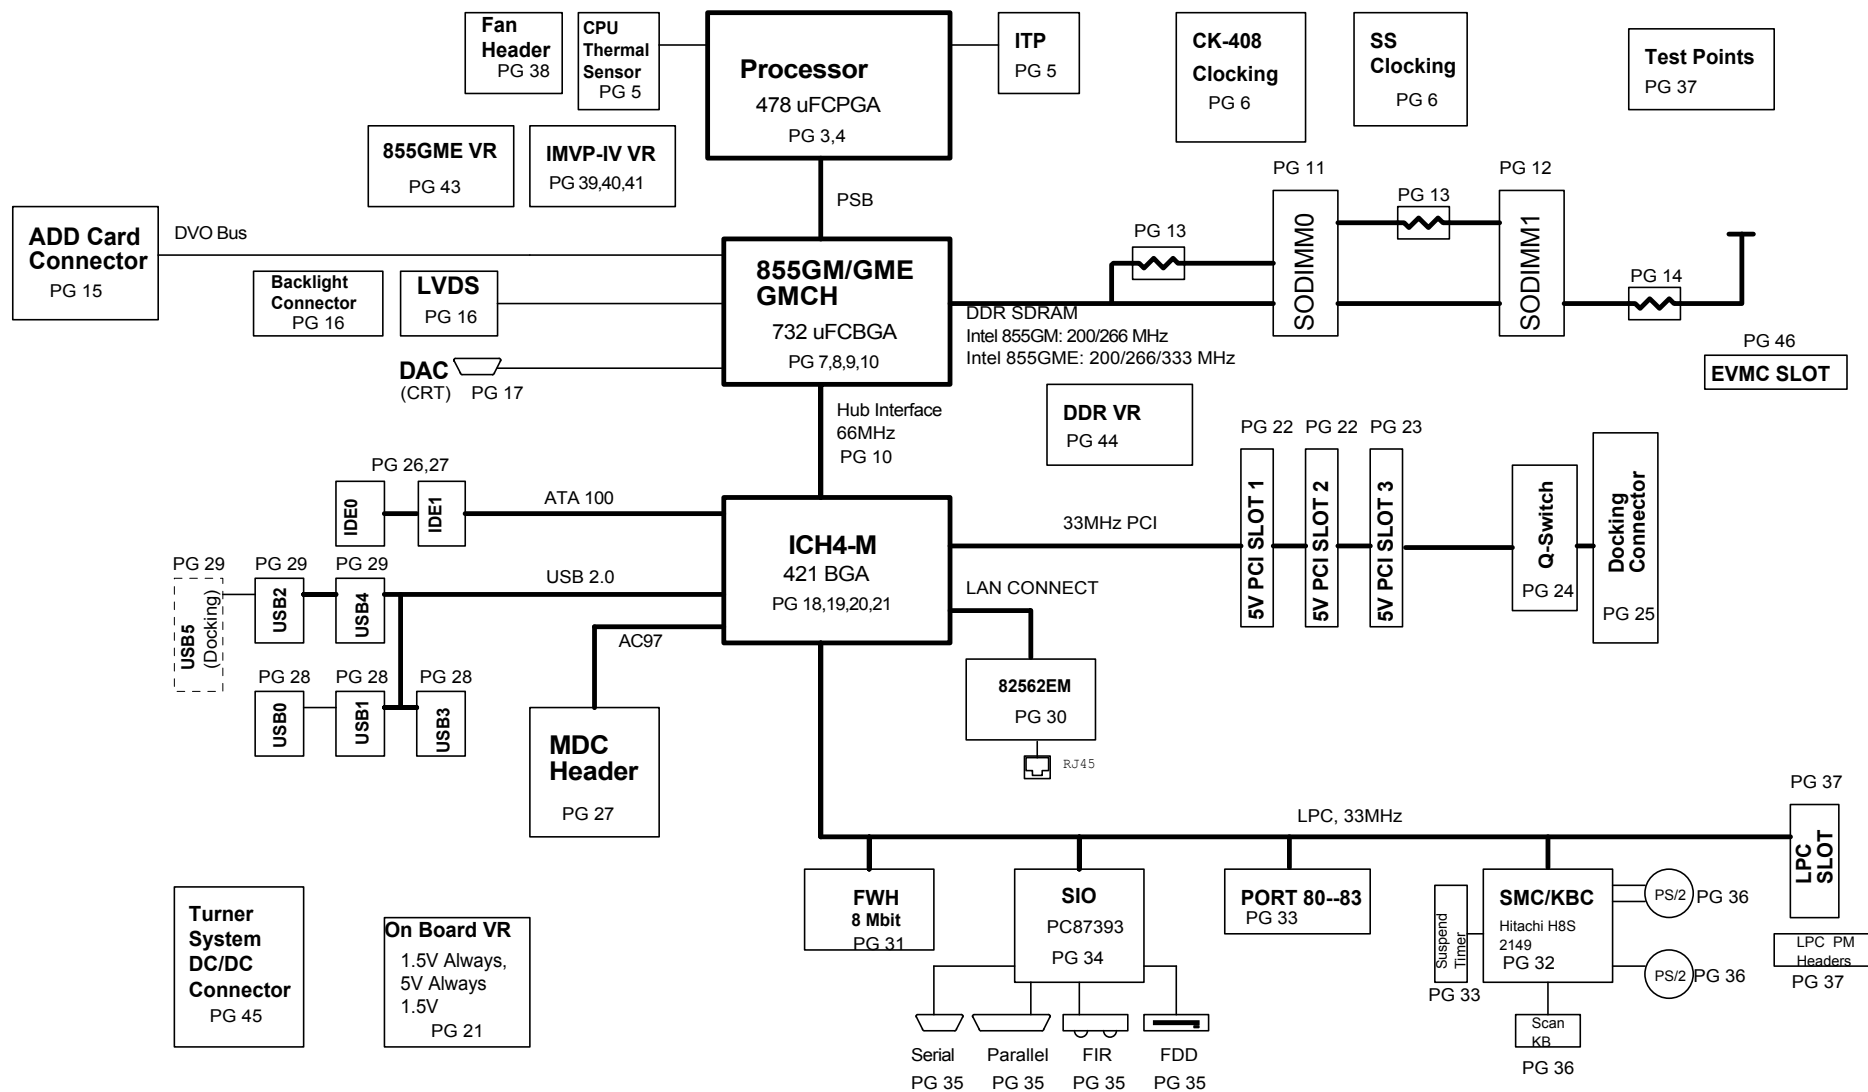 Fan
Header
PG 38
CPU
Thermal
Sensor
PG 5
Processor
478 uFCPGA
PG 3,4
ITP
PG 5
CK-408
Clocking
PG 6
SS
Clocking
PG 6
Test Points
PG 37
855GME VR
PG 43
IMVP-IV VR
PG 39,40,41
PSB
PG 11
PG 13
PG 12
SODIMM0
SODIMM1
PG 13
PG 14
ADD Card
Connector
PG 15
DVO Bus
Backlight
Connector
PG 16
LVDS
PG 16
855GM/GME
GMCH
732 uFCBGA
PG 7,8,9,10
DDR SDRAM
Intel 855GM: 200/266 MHz
Intel 855GME: 200/266/333 MHz
DAC
(CRT)
PG 17
PG 46
EVMC SLOT
Hub Interface
66MHz
PG 10
DDR VR
PG 44
PG 22
PG 22
PG 23
5V PCI SLOT 1
5V PCI SLOT 2
5V PCI SLOT 3
Q-Switch
PG 24
Docking
Connector
PG 25
PG 26,27
IDE0
IDE1
ATA 100
ICH4-M
421 BGA
PG 18,19,20,21
33MHz PCI
LAN CONNECT
PG 29
PG 29
PG 29
USB5
(Docking)
USB2
USB4
USB 2.0
AC97
PG 28
PG 28
PG 28
USB0
USB1
USB3
MDC
Header
PG 27
82562EM
PG 30
RJ45
LPC, 33MHz
PG 37
LPC
SLOT
Turner
System
DC/DC
Connector
PG 45
On Board VR
1.5V Always,
5V Always
1.5V
PG 21
FWH
8 Mbit
PG 31
SIO
PC87393
PG 34
PORT 80--83
PG 33
Suspend
Timer
PG 33
SMC/KBC
Hitachi H8S
2149
PG 32
PS/2
PG 36
PS/2
PG 36
LPC PM
Headers
PG 37
Scan
KB
PG 36
Serial
PG 35
Parallel
PG 35
FIR
PG 35
FDD
PG 35